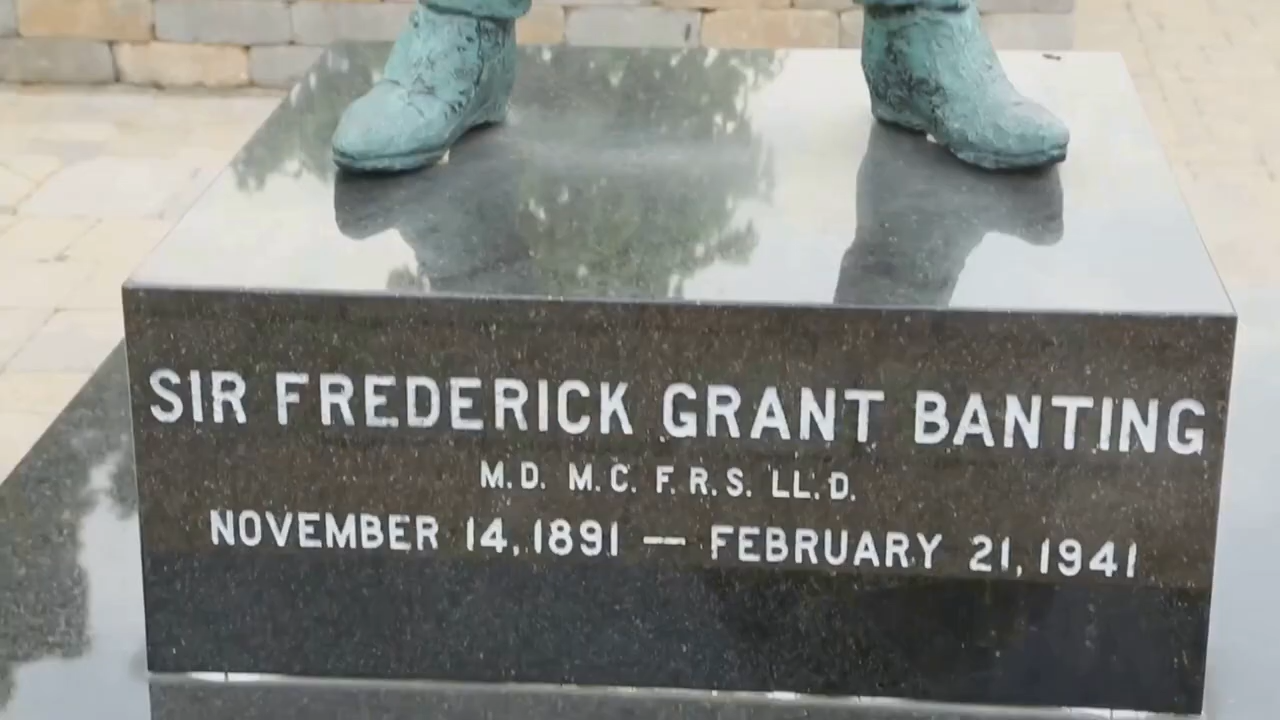 SIR FREDERICK GRANT BANTING
M.D. M.C. F.R.S. LL.D.
NOVEMBER 14, 1891 — FEBRUARY 21, 1941